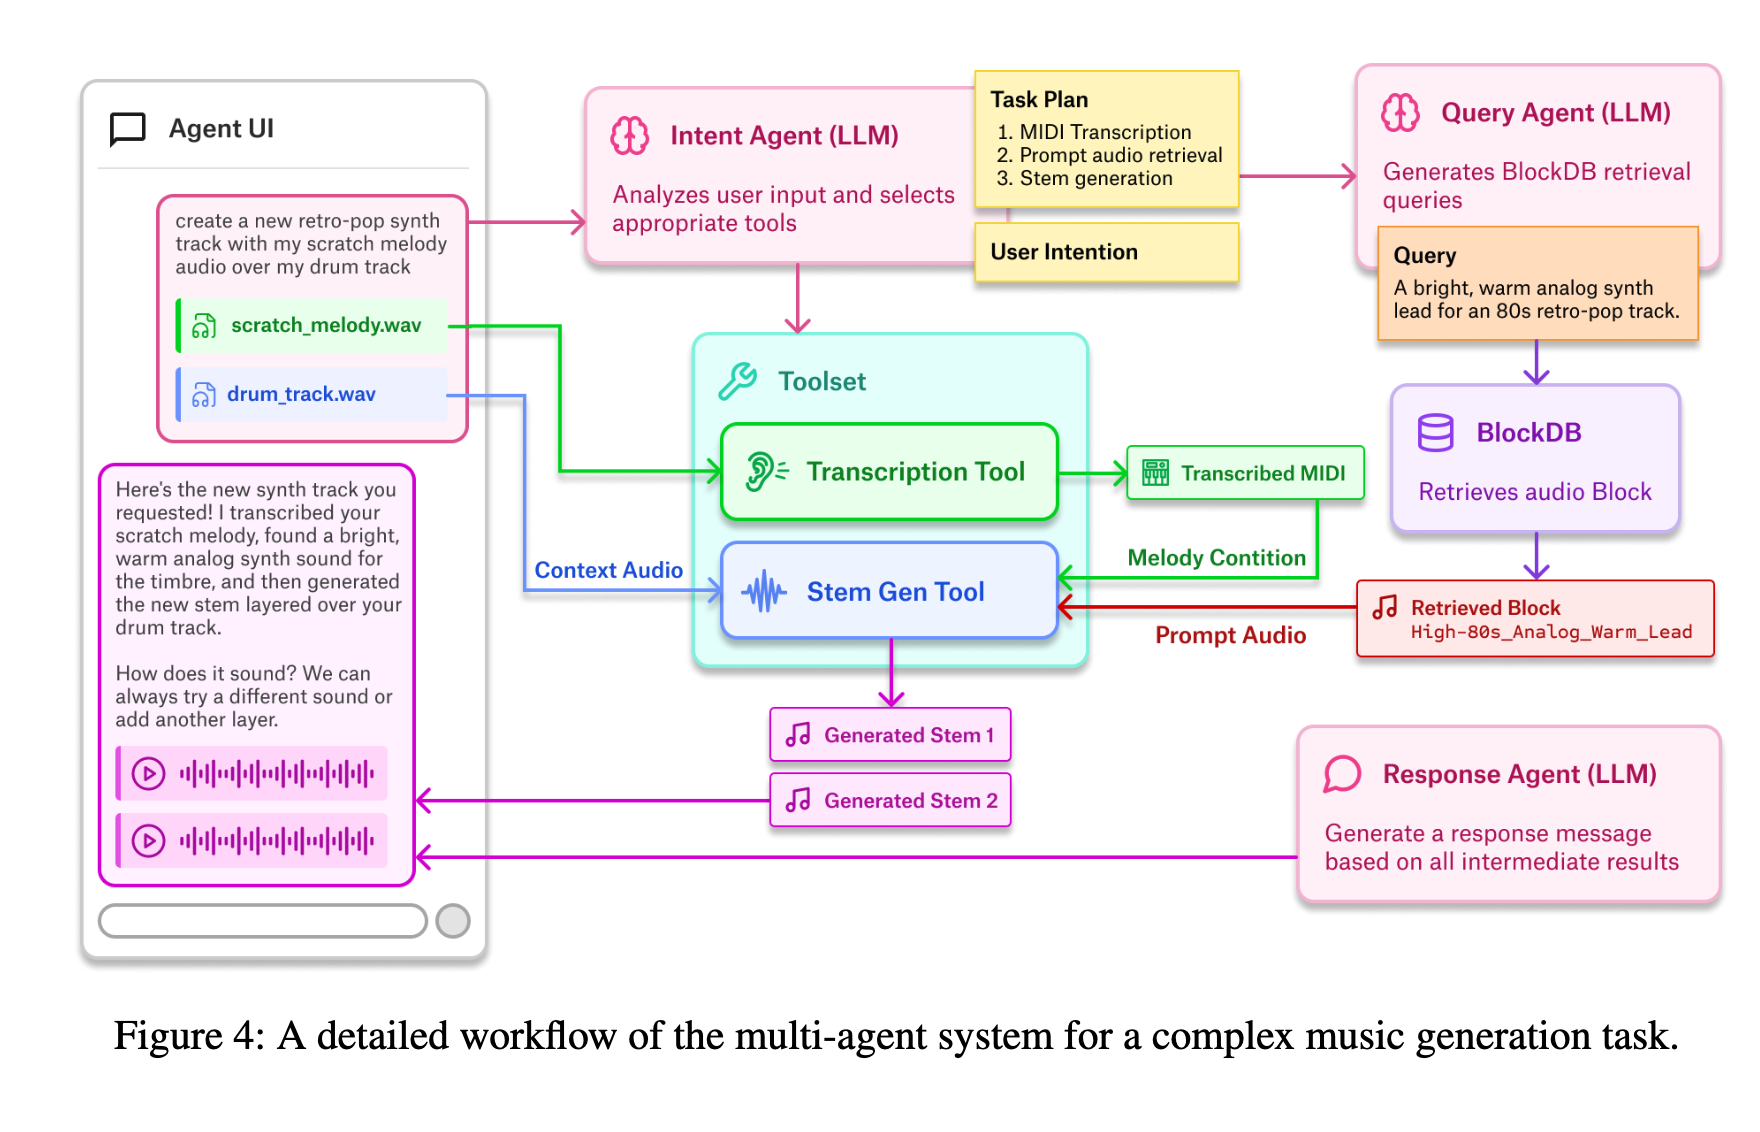 Agent UI
create a new retro-pop synth
track with my scratch melody
audio over my drum track
scratch_melody.wav
drum_track.wav
Here's the new synth track you
requested! I transcribed your
scratch melody, found a bright,
warm analog synth sound for
the timbre, and then generated
the new stem layered over your
drum track.
How does it sound? We can
always try a different sound or
add another layer.
Intent Agent (LLM)
Analyzes user input and selects
appropriate tools
Task Plan
1. MIDI Transcription
2. Prompt audio retrieval
3. Stem generation
User Intention
Query Agent (LLM)
Generates BlockDB retrieval
queries
Query
A bright, warm analog synth
lead for an 80s retro-pop track.
BlockDB
Retrieves audio Block
Retrieved Block
High-80s_Analog_Warm_Lead
Toolset
Transcription Tool
Transcribed MIDI
Melody Contition
Context Audio
Stem Gen Tool
Prompt Audio
Generated Stem 1
Generated Stem 2
Response Agent (LLM)
Generate a response message
based on all intermediate results
Figure 4: A detailed workflow of the multi-agent system for a complex music generation task.